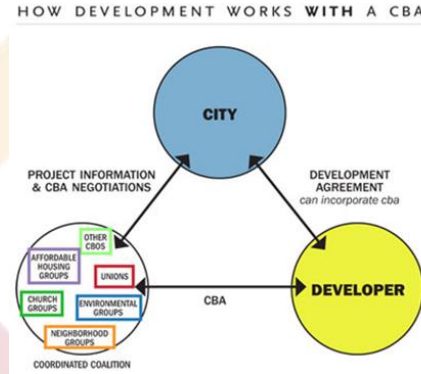 HOW DEVELOPMENT WORKS WITH A CBA
CITY
PROJECT INFORMATION
& CBA NEGOTIATIONS
DEVELOPMENT
AGREEMENT
can incorporate cba
OTHER
CBOS
AFFORDABLE
HOUSING
GROUPS
UNIONS
CHURCH
GROUPS
ENVIRONMENTAL
GROUPS
NEIGHBORHOOD
GROUPS
COORDINATED COALITION
CBA
DEVELOPER